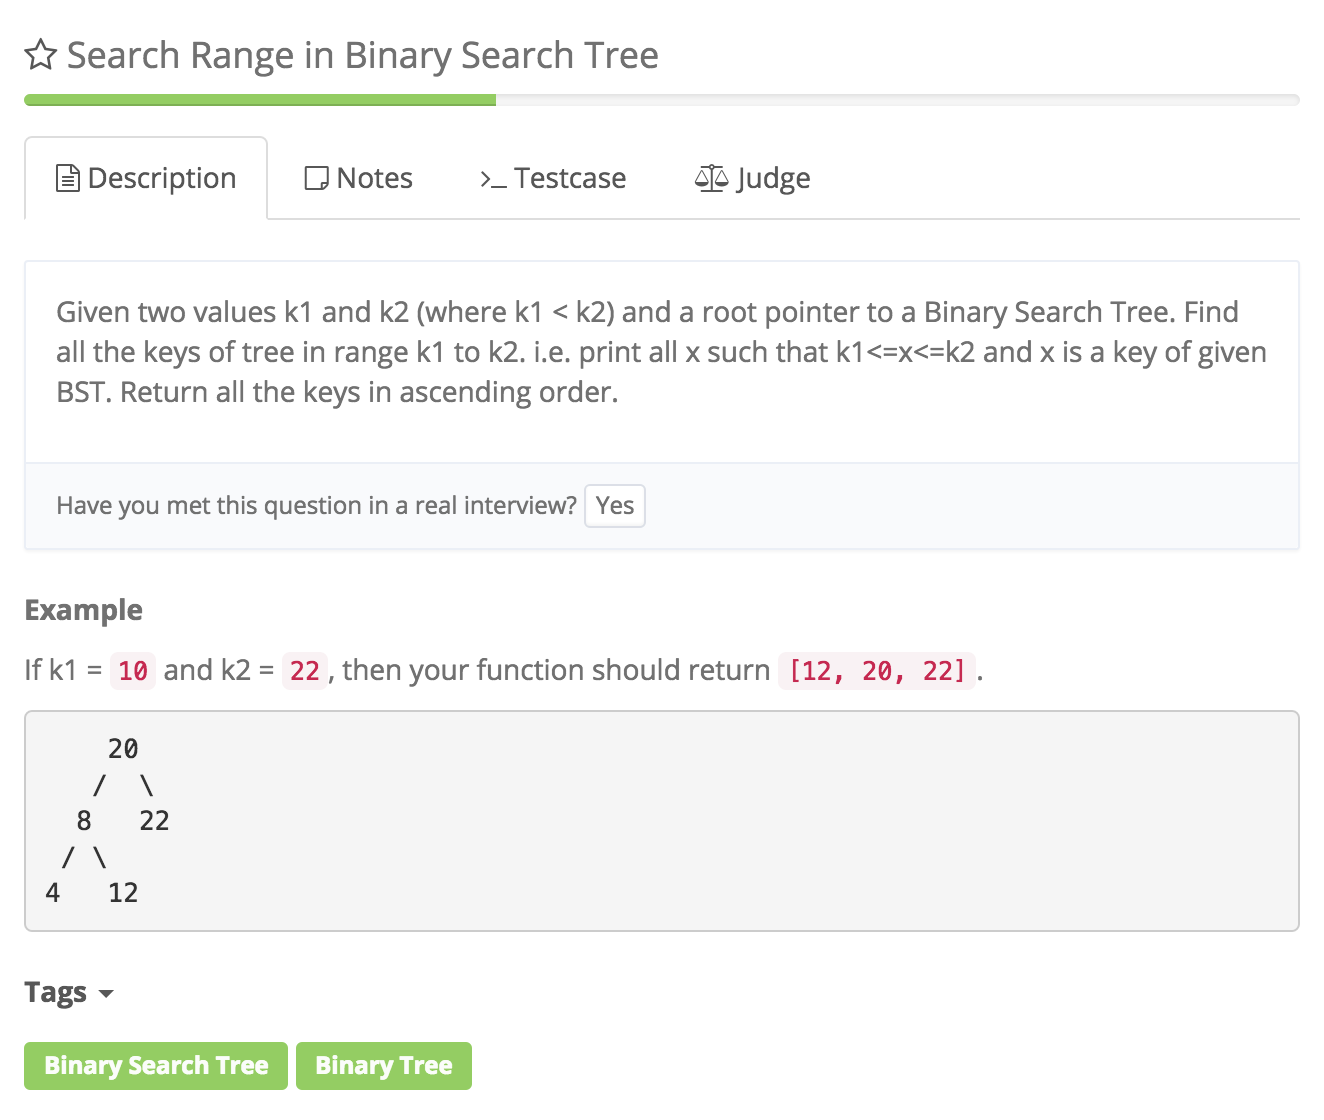 Search Range in Binary Search Tree
Description Notes >_ Testcase Judge
Given two values k1 and k2 (where k1 < k2) and a root pointer to a Binary Search Tree. Find
all the keys of tree in range k1 to k2. i.e. print all x such that k1<=x<=k2 and x is a key of given
BST. Return all the keys in ascending order.
Have you met this question in a real interview? Yes
Example
If k1 = 10 and k2 = 22, then your function should return [12, 20, 22].
    20
   /  \
  8   22
 / \
4   12
Tags
Binary Search Tree Binary Tree